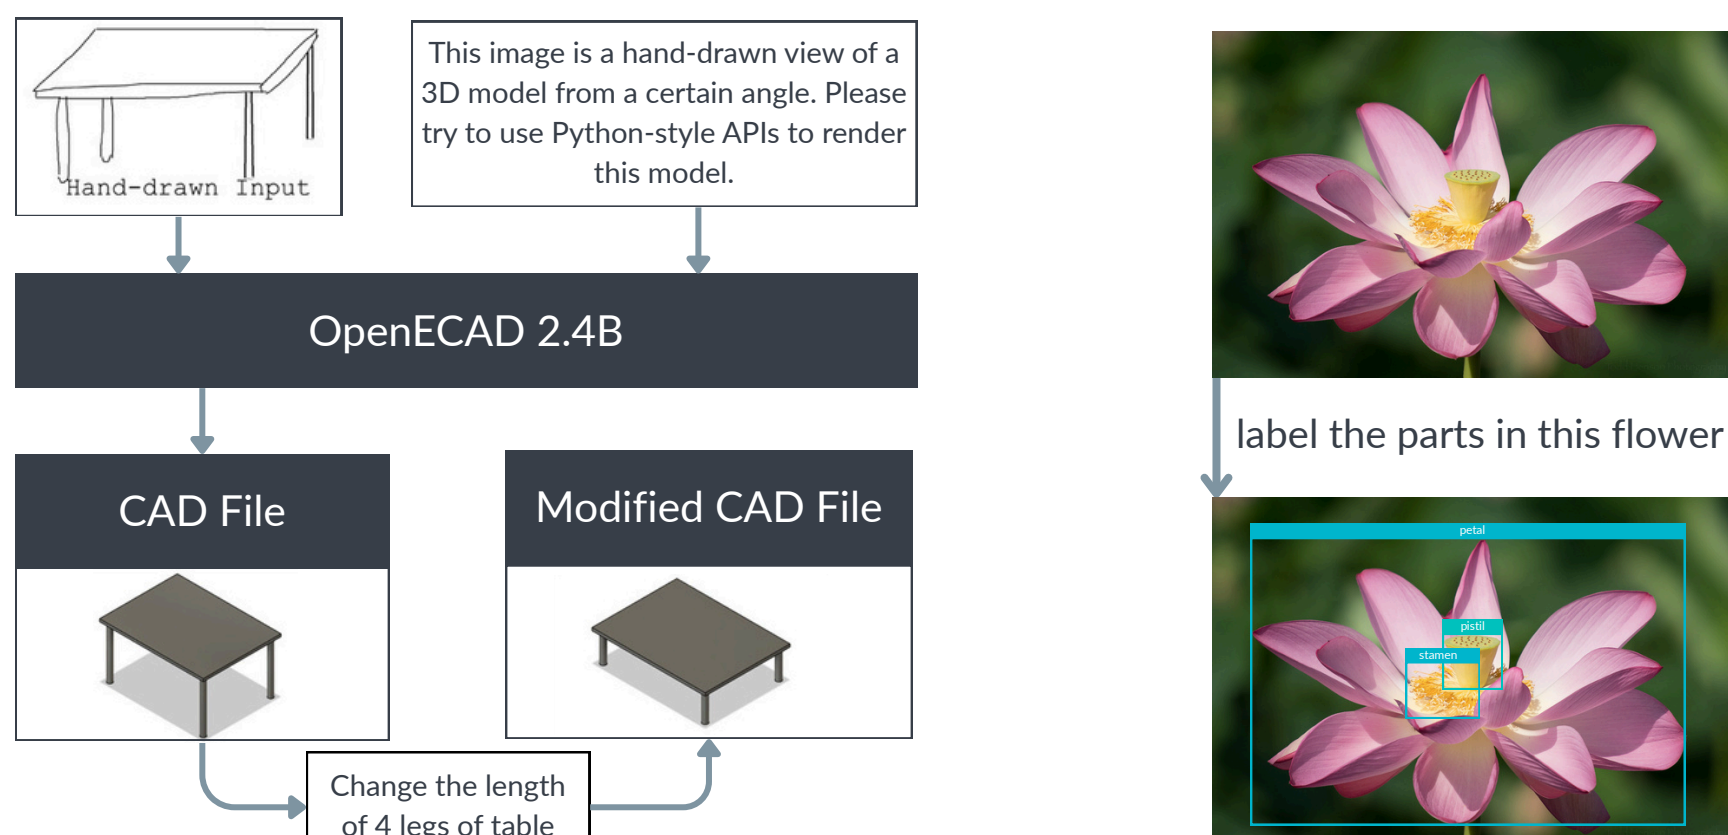 Hand-drawn Input
This image is a hand-drawn view of a
3D model from a certain angle. Please
try to use Python-style APIs to render
this model.
OpenECAD 2.4B
CAD File
Modified CAD File
Change the length
of 4 legs of table
label the parts in this flower
petal
pistil
stamen